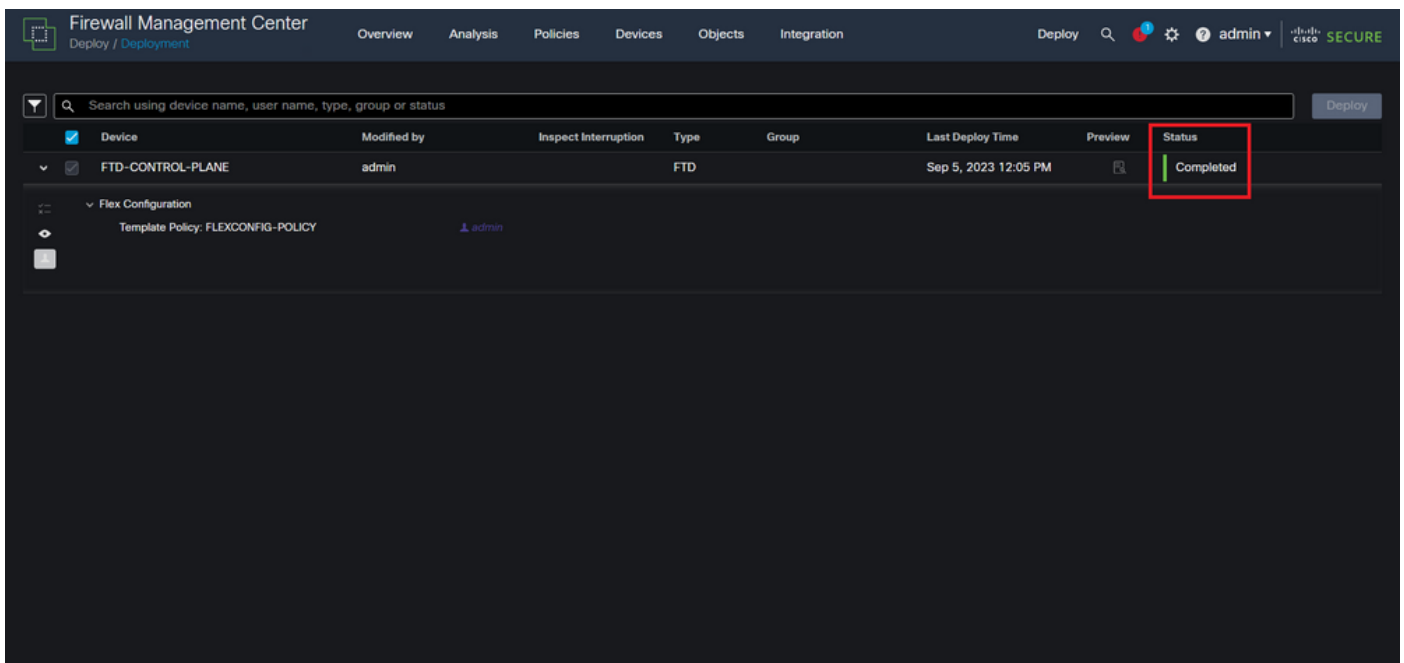 Firewall Management Center
Deploy / Deployment
Overview Analysis Policies Devices Objects Integration Deploy 1 admin cisco SECURE
Search using device name, user name, type, group or status Deploy
Device Modified by Inspect Interruption Type Group Last Deploy Time Preview Status
FTD-CONTROL-PLANE admin FTD Sep 5, 2023 12:05 PM Completed
Flex Configuration
Template Policy: FLEXCONFIG-POLICY admin